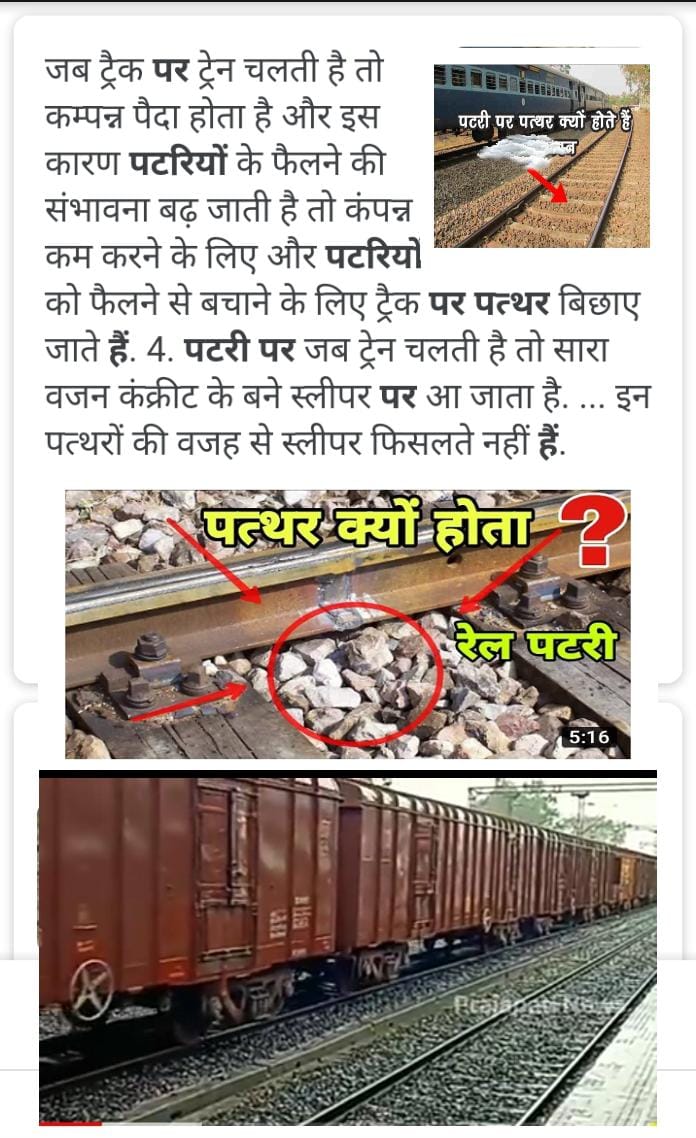 जब ट्रैक पर ट्रेन चलती है तो
कम्पन्न पैदा होता है और इस
कारण पटरियों के फैलने की
संभावना बढ़ जाती है तो कंपन्न
कम करने के लिए और पटरियों
को फैलने से बचाने के लिए ट्रैक पर पत्थर बिछाए
जाते हैं. 4. पटरी पर जब ट्रेन चलती है तो सारा
वजन कंक्रीट के बने स्लीपर पर आ जाता है. ... इन
पत्थरों की वजह से स्लीपर फिसलते नहीं हैं.
पटरी पर पत्थर क्यों होते हैं
पत्थर क्यों होता ?
रेल पटरी
5:16
Prajapati News